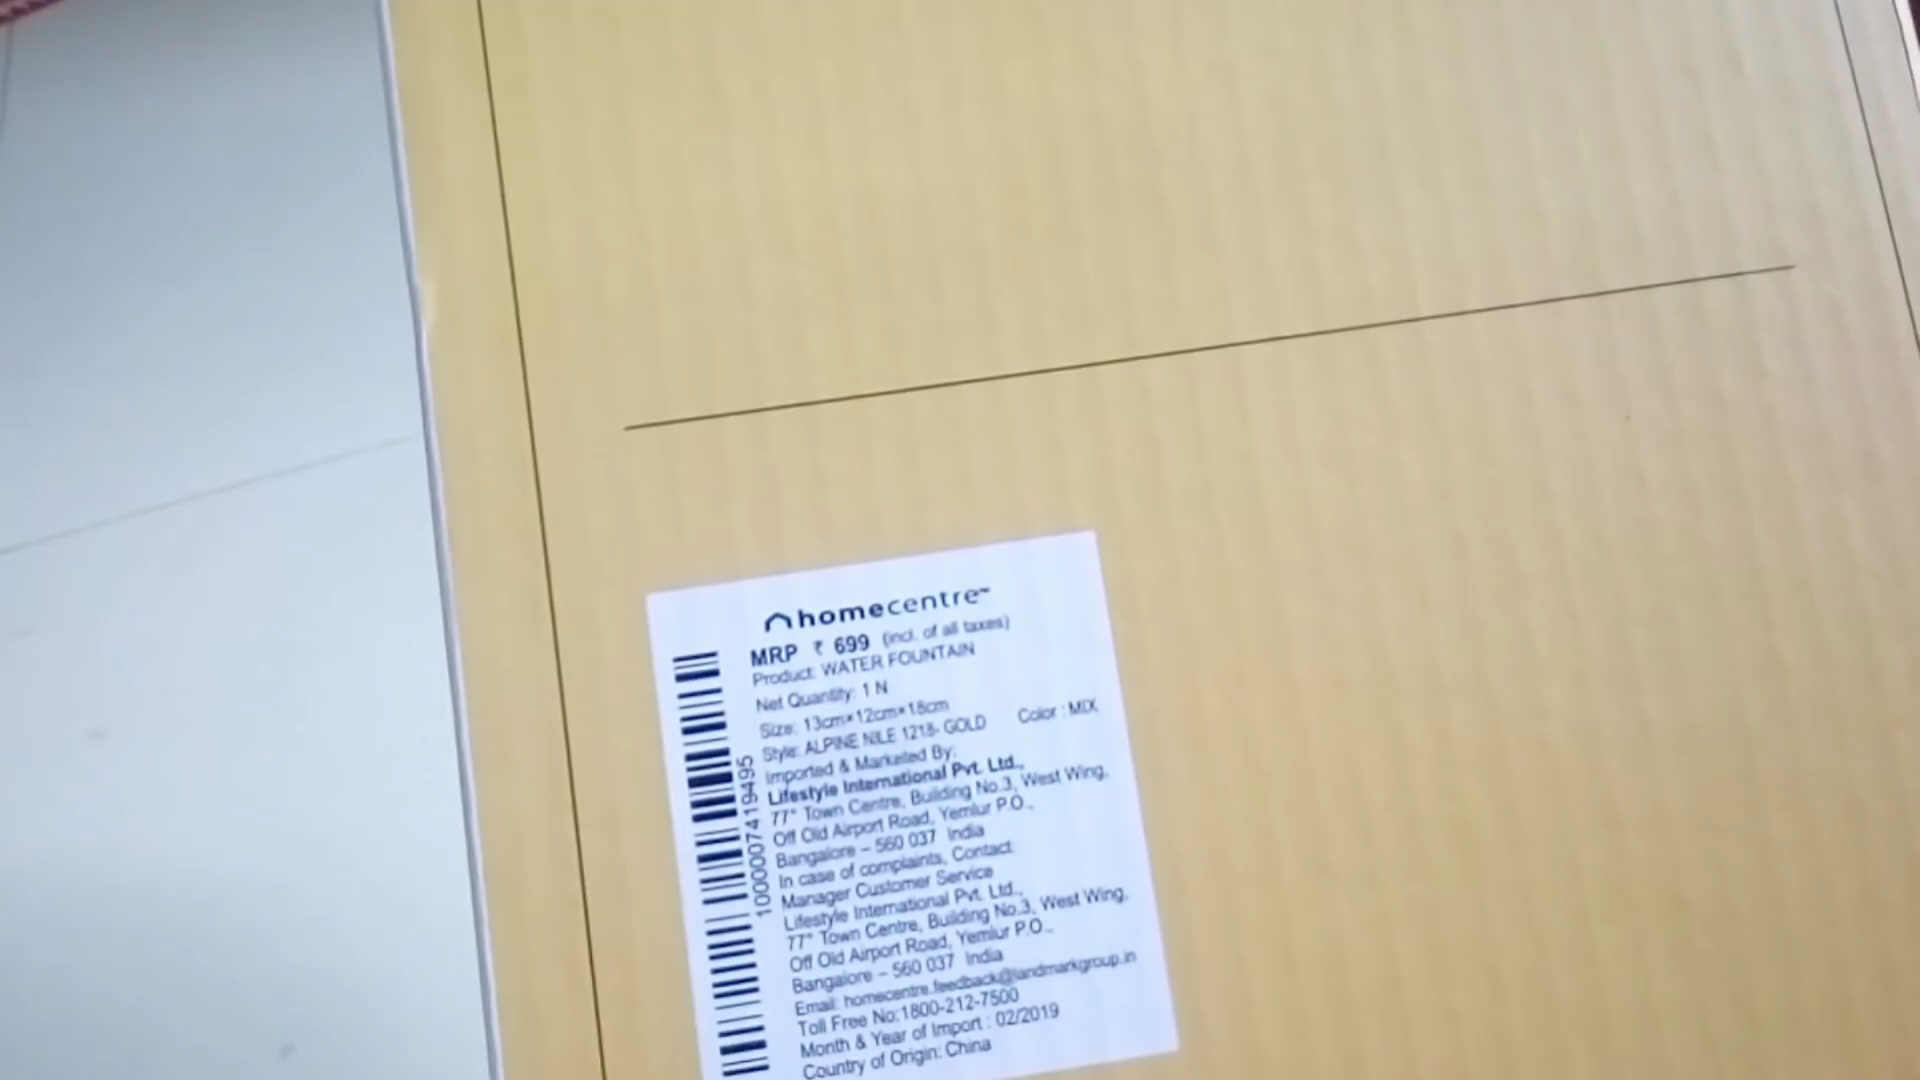 homecentre™
MRP ₹ 699 (incl. of all taxes)
Product: WATER FOUNTAIN
Net Quantity: 1 N
Size: 13cm×12cm×18cm
Style: ALPINE NILE 1218- GOLD Color : MIX
Imported & Marketed By:
Lifestyle International Pvt. Ltd.,
77° Town Centre, Building No.3, West Wing,
Off Old Airport Road, Yemlur P.O.,
Bangalore – 560 037 India
In case of complaints, Contact:
Manager Customer Service
Lifestyle International Pvt. Ltd.,
77° Town Centre, Building No.3, West Wing,
Off Old Airport Road, Yemlur P.O.,
Bangalore – 560 037 India
Email: homecentre.feedback@landmarkgroup.in
Toll Free No:1800-212-7500
Month & Year of Import : 02/2019
Country of Origin: China
1000007419495